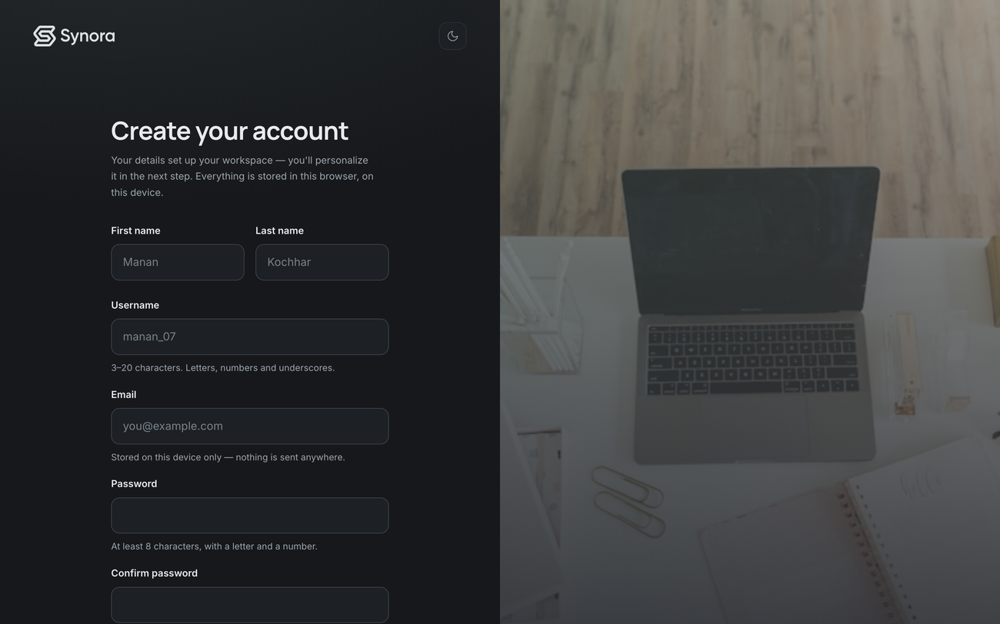 Synora
Create your account
Your details set up your workspace — you'll personalize
it in the next step. Everything is stored in this browser, on
this device.
First name
Last name
Manan
Kochhar
Username
manan_07
3–20 characters. Letters, numbers and underscores.
Email
you@example.com
Stored on this device only — nothing is sent anywhere.
Password
At least 8 characters, with a letter and a number.
Confirm password